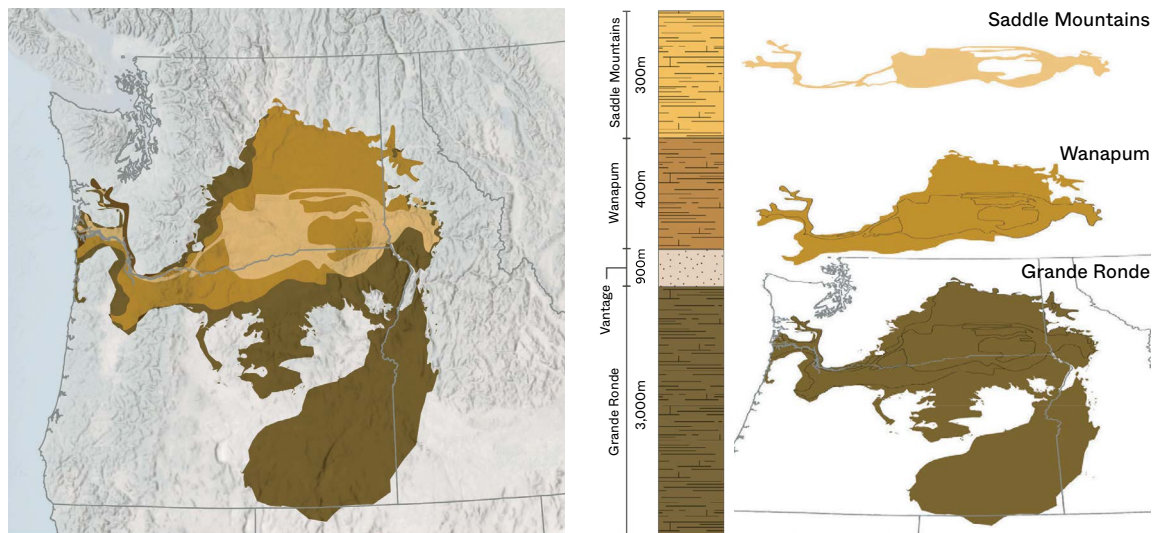 Saddle Mountains
300m
Wanapum
400m
Vantage
900m
Grande Ronde
3,000m
Saddle Mountains
Wanapum
Grande Ronde